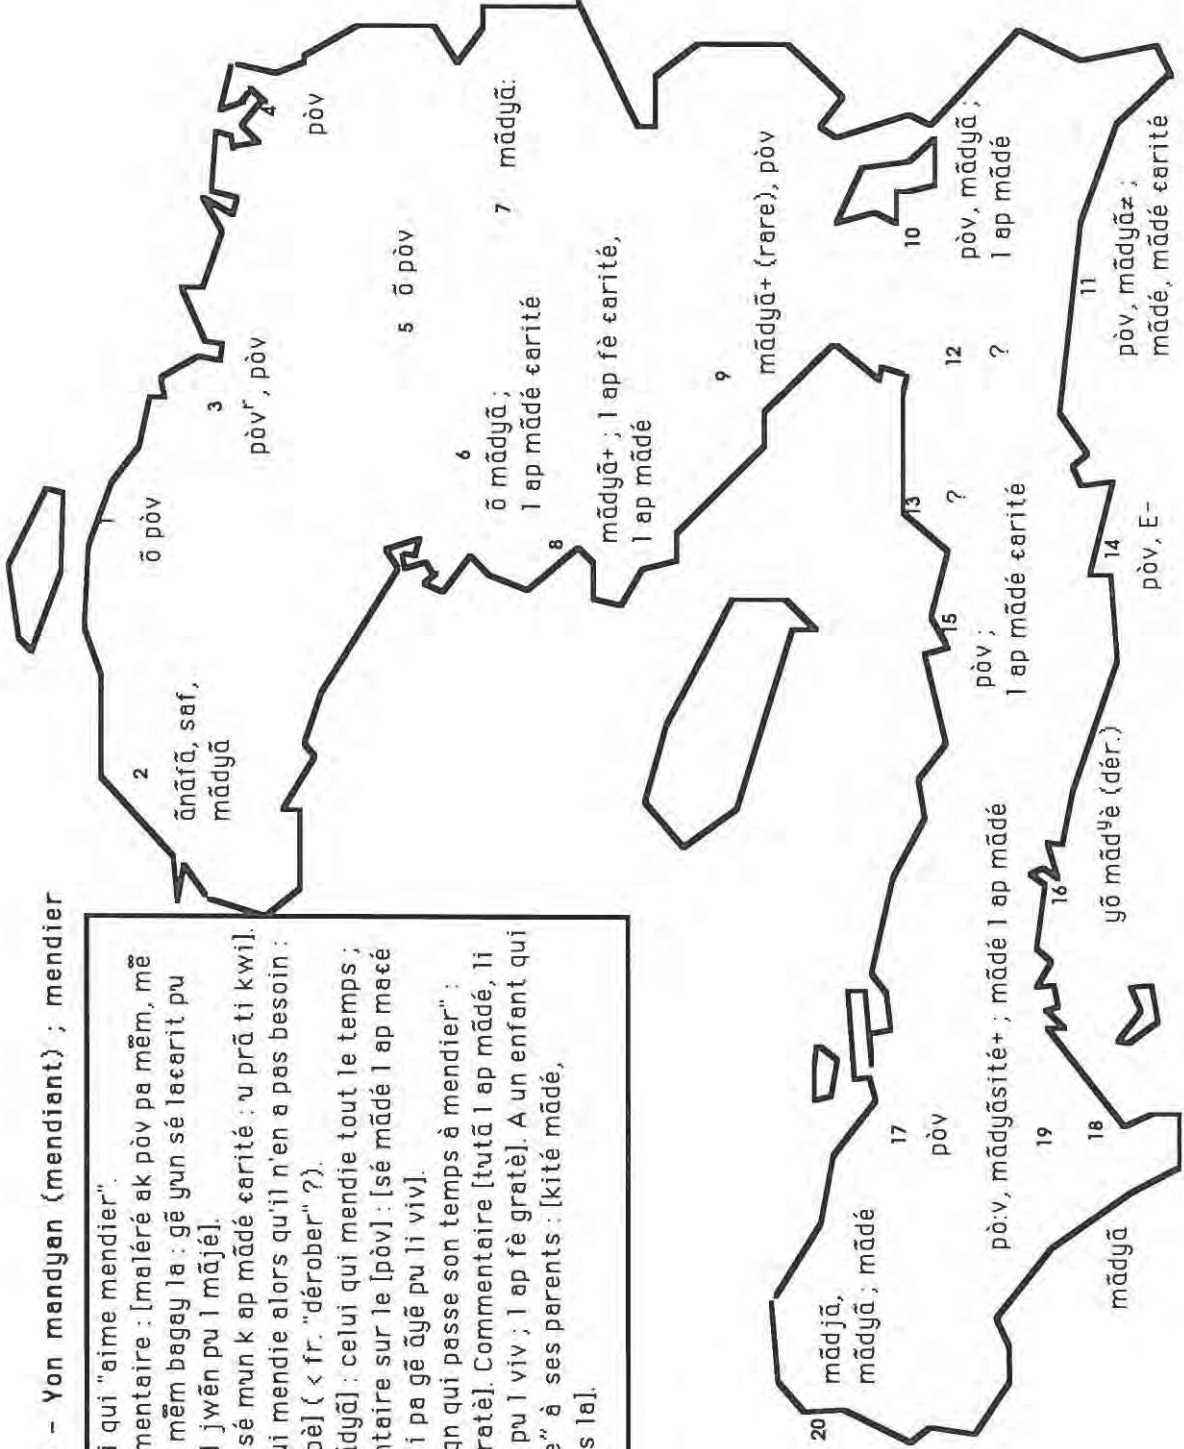 - Yon mandyan (mendiant) ; mendier
i qui "aime mendier".
mentaire : [maléré ak pòv pa mẽm, mẽ
mẽm bagay la : gẽ yun sé laɛarit pu
l jwẽn pu l mãjé].
sé mun k ap mãdé ɛarité : u prã ti kwi].
ui mendie alors qu'il n'en a pas besoin :
bèl] ( < fr. "dérober" ?).
ãdyã] : celui qui mendie tout le temps ;
ntaire sur le [pòv] : [sé mãdé l ap maɛé
i pa gẽ ãyẽ pu li viv].
qn qui passe son temps à mendier" :
ratè]. Commentaire [tutã l ap mãdé, li
pu l viv ; l ap fè gratè]. A un enfant qui
e" à ses parents : [kité mãdé,
s la].
1
õ pòv
2
ãnãfã, saf,
mãdyã
3
pòvʳ, pòv
4
pòv
5 õ pòv
6
õ mãdyã ;
l ap mãdé ɛarité
7 mãdyã:
8
mãdyã+ ; l ap fè ɛarité,
l ap mãdé
9
mãdyã+ (rare), pòv
10
pòv, mãdyã ;
l ap mãdé
11
pòv, mãdyã≠ ;
mãdé, mãdé ɛarité
12
?
13
?
14
pòv, E-
15
pòv ;
l ap mãdé ɛarité
16
yõ mãdʸè (dér.)
17
pòv
18
mãdyã
19
pò:v, mãdyãsité+ ; mãdé l ap mãdé
20
mãdjã,
mãdyã ; mãdé